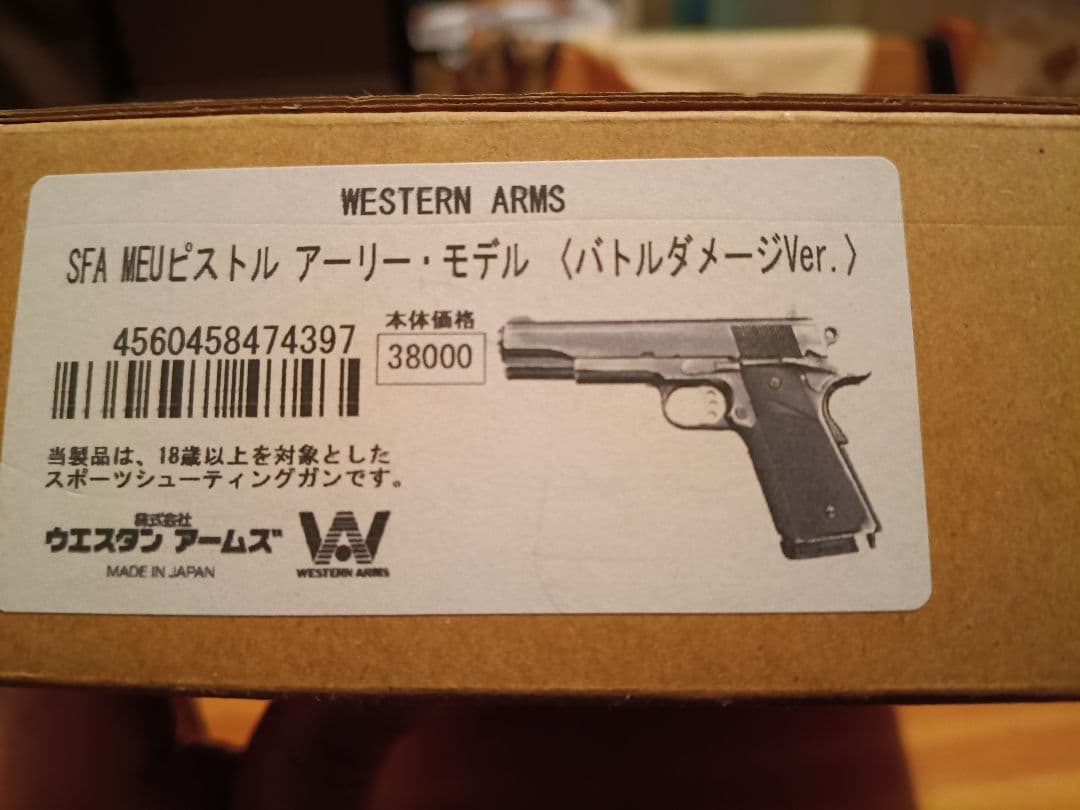 WESTERN ARMS
SFA MEUピストル アーリー・モデル 〈バトルダメージVer.〉
4560458474397
本体価格
38000
当製品は、18歳以上を対象とした
スポーツシューティングガンです。
株式会社
ウエスタン アームズ
MADE IN JAPAN
W
WESTERN ARMS